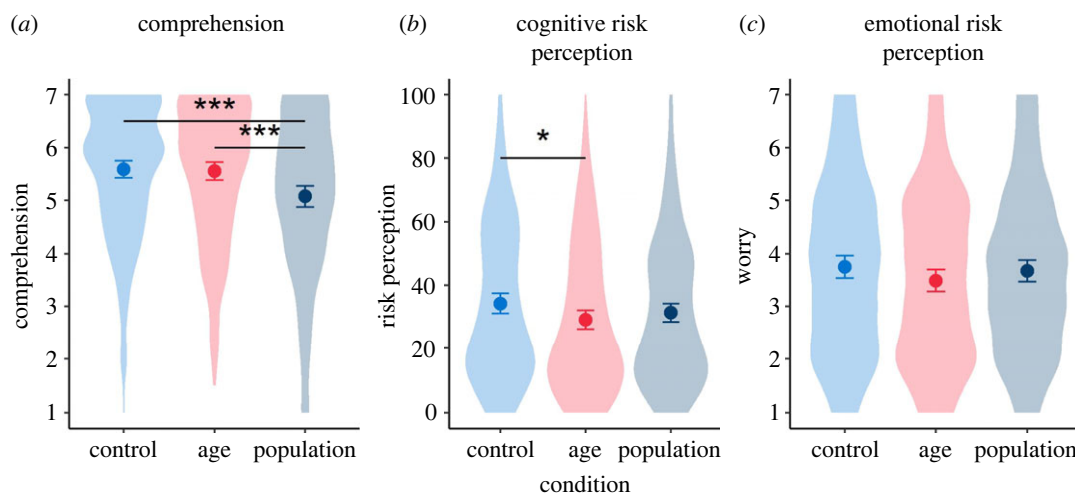 (a) comprehension
7
6
5
4
3
2
1
comprehension
***
***
control age population
(b) cognitive risk
perception
100
80
60
40
20
0
risk perception
*
control age population
condition
(c) emotional risk
perception
7
6
5
4
3
2
1
worry
control age population